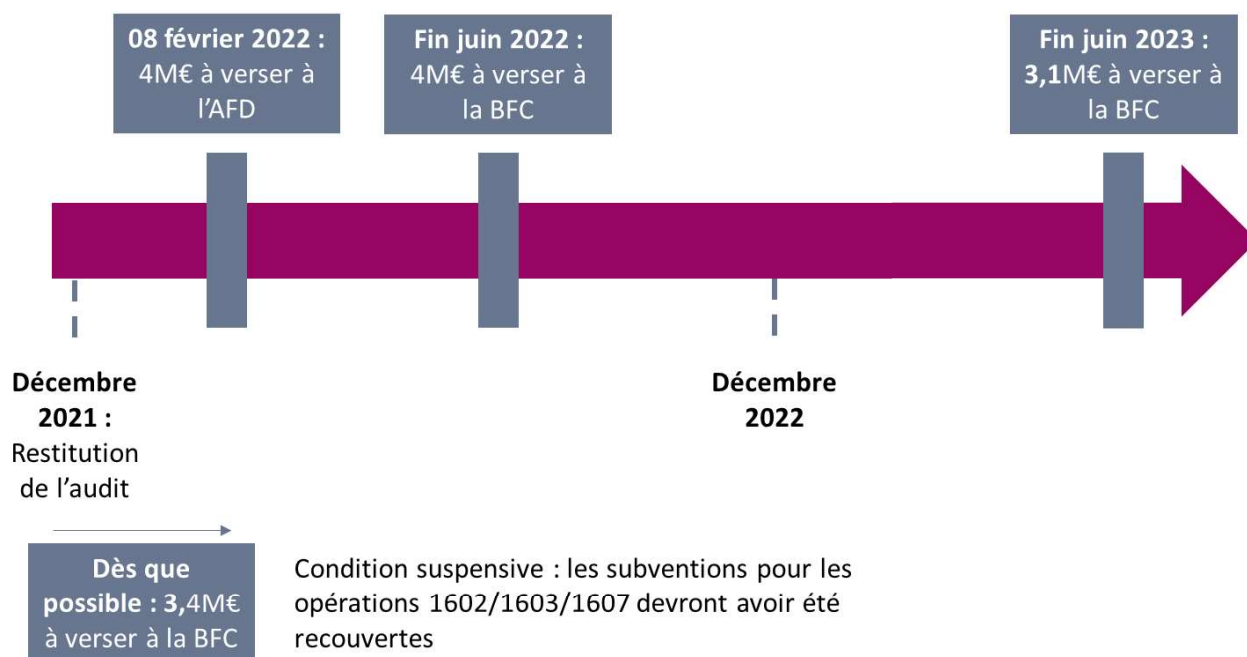 08 février 2022 :
4M€ à verser à
l’AFD
Fin juin 2022 :
4M€ à verser à
la BFC
Fin juin 2023 :
3,1M€ à verser à
la BFC
Décembre
2021 :
Restitution
de l’audit
Décembre
2022
Dès que
possible : 3,4M€
à verser à la BFC
Condition suspensive : les subventions pour les
opérations 1602/1603/1607 devront avoir été
recouvertes